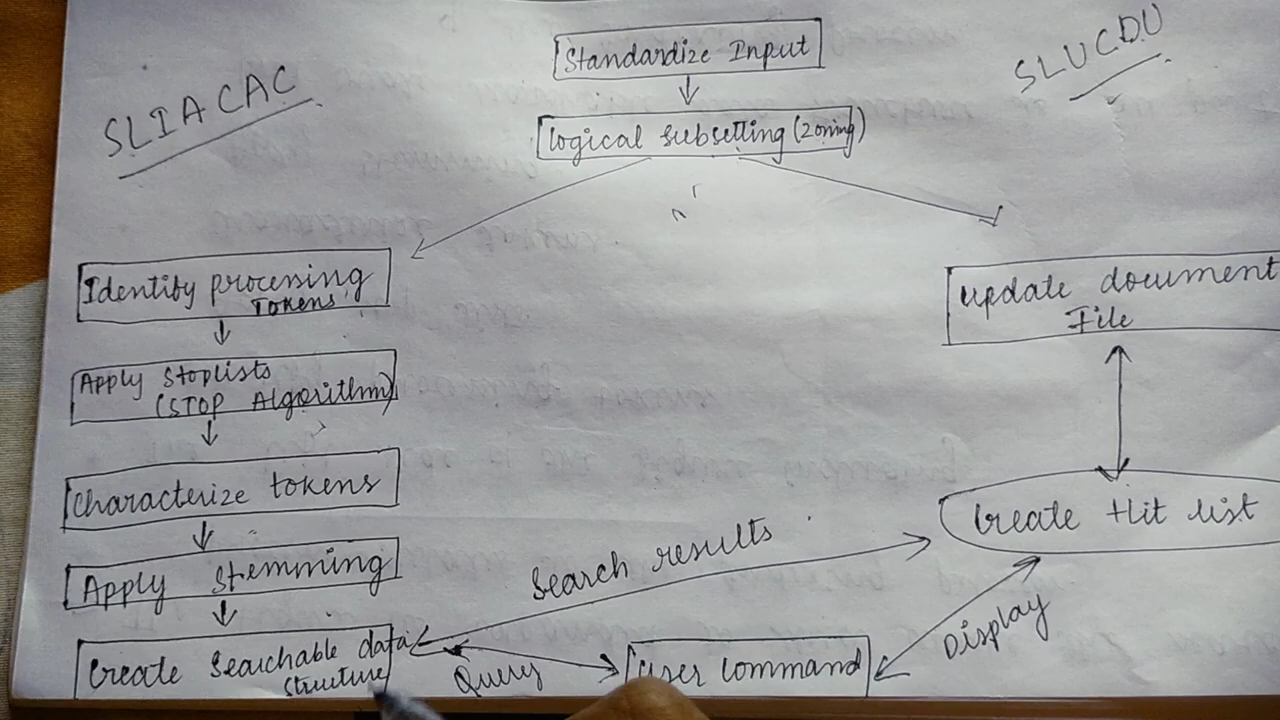 Standardize Input
SLUCDU
SLIACAC
Logical Subsetting (Zoning)
Identify processing
Tokens
update document
File
Apply Stoplists
(STOP Algorithm)
Characterize tokens
Create Hit list
Search results
Apply Stemming
Display
Create Searchable data
Structure
Query
User Command